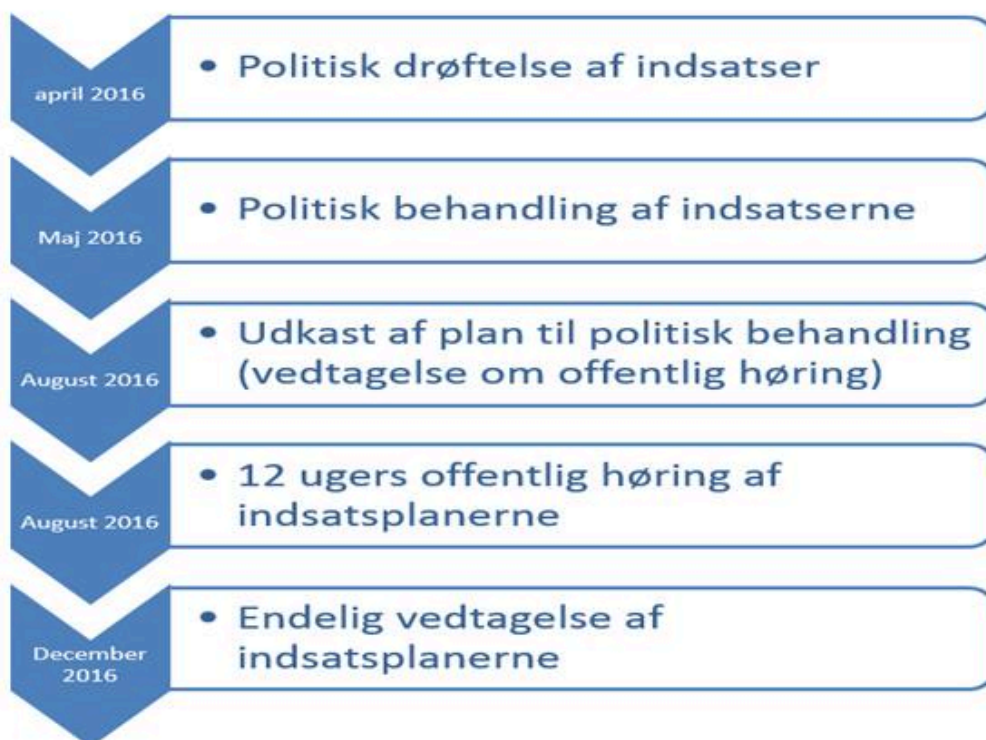 april 2016
• Politisk drøftelse af indsatser
Maj 2016
• Politisk behandling af indsatserne
August 2016
• Udkast af plan til politisk behandling
(vedtagelse om offentlig høring)
August 2016
• 12 ugers offentlig høring af
indsatsplanerne
December
2016
• Endelig vedtagelse af
indsatsplanerne